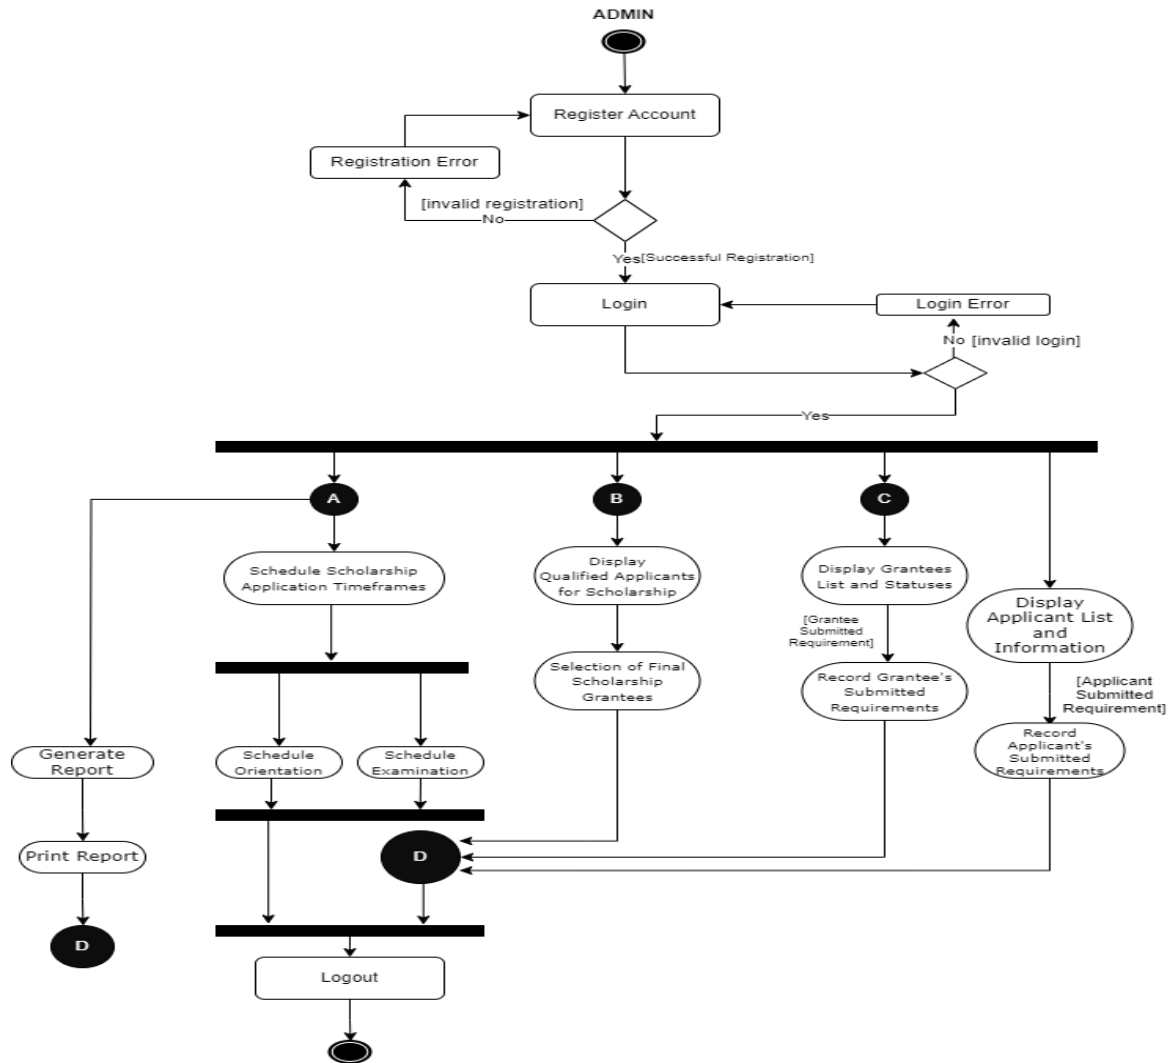 ADMIN
Register Account
Registration Error
[invalid registration]
No
Yes[Successful Registration]
Login
Login Error
No [invalid login]
Yes
A
B
C
Schedule Scholarship
Application Timeframes
Display
Qualified Applicants
for Scholarship
Display Grantees
List and Statuses
Display
Applicant List
and
Information
[Grantee
Submitted
Requirement]
Selection of Final
Scholarship
Grantees
Record Grantee's
Submitted
Requirements
[Applicant
Submitted
Requirement]
Generate
Report
Schedule
Orientation
Schedule
Examination
Record
Applicant's
Submitted
Requirements
Print Report
D
D
Logout